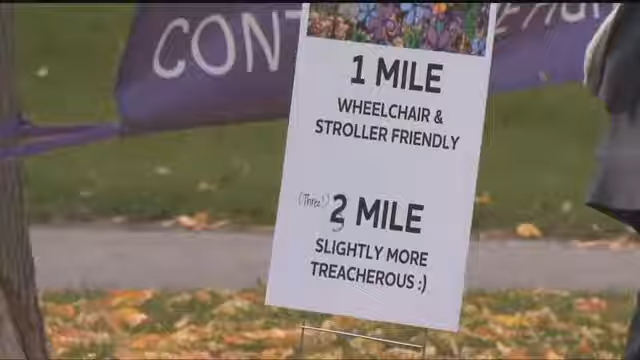 CONT
1 MILE
WHEELCHAIR &
STROLLER FRIENDLY
(Three!) 2 MILE
SLIGHTLY MORE
TREACHEROUS :)